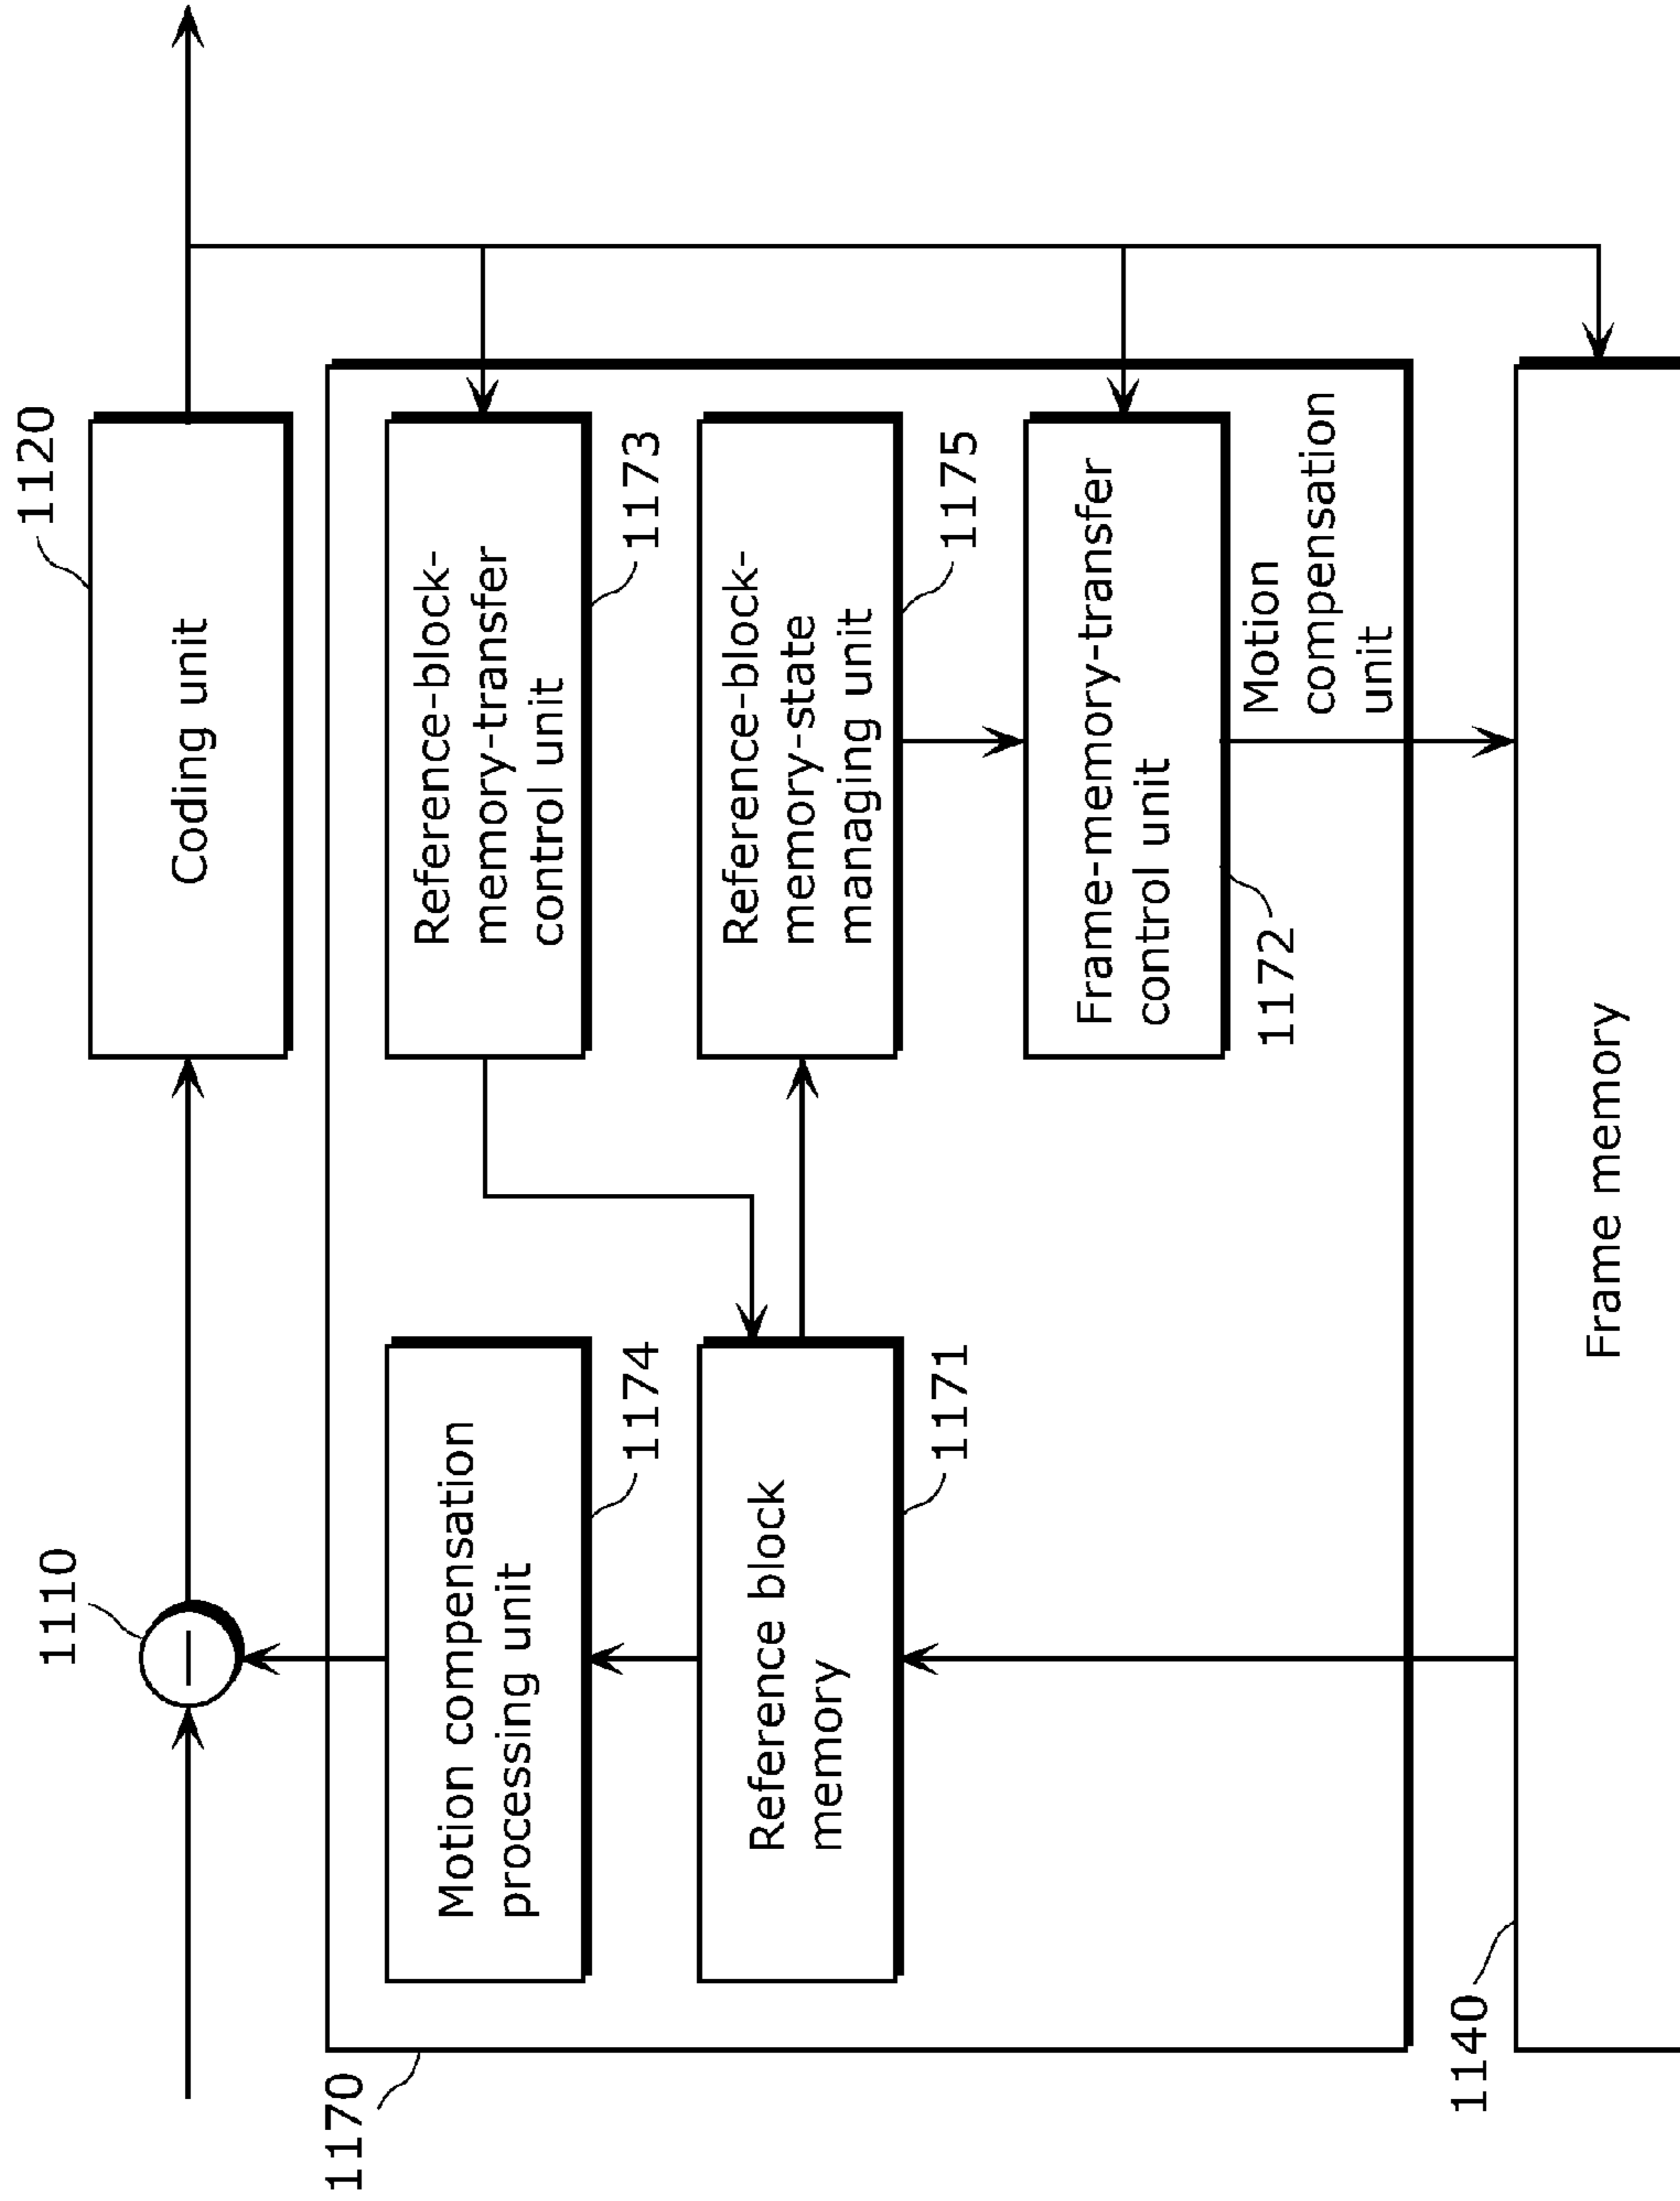 1110
1120
Coding unit
1170
Motion compensation
processing unit
1174
Reference-block-
memory-transfer
control unit
1173
Reference block
memory
1171
Reference-block-
memory-state
managing unit
1175
Frame-memory-transfer
control unit
1172
Motion
compensation
unit
1140
Frame memory